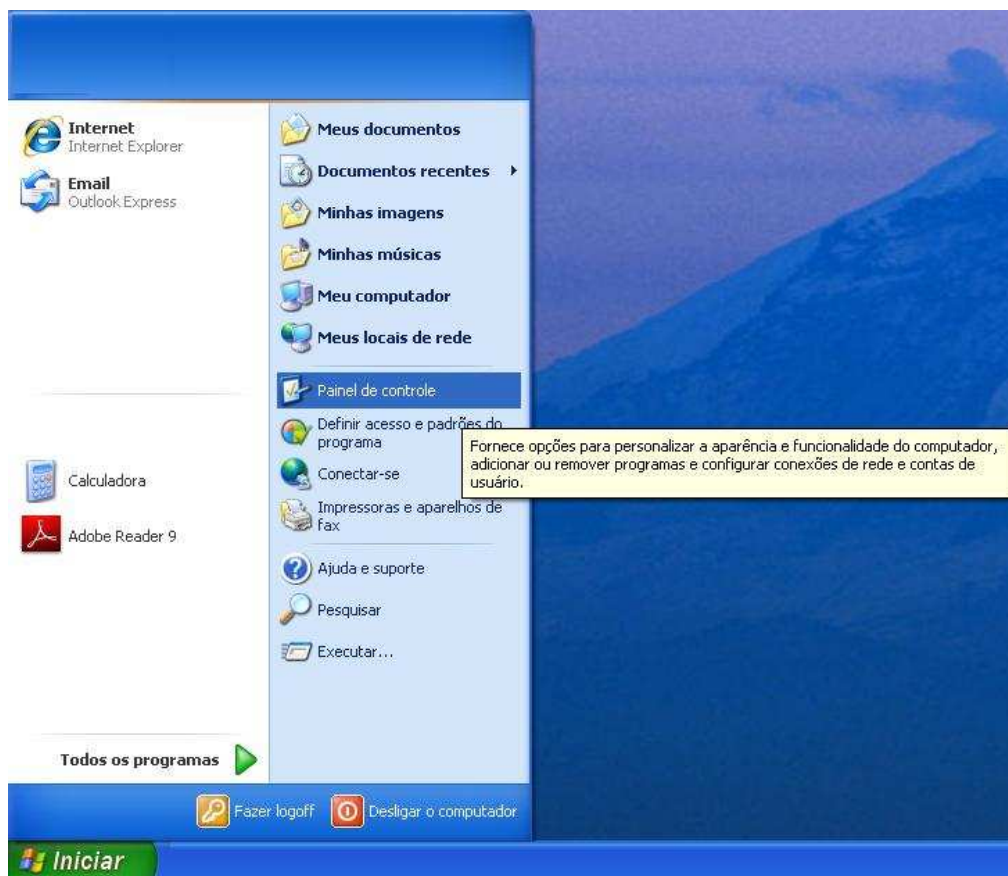 Internet
Internet Explorer
Email
Outlook Express
Calculadora
Adobe Reader 9
Todos os programas
Meus documentos
Documentos recentes
Minhas imagens
Minhas músicas
Meu computador
Meus locais de rede
Painel de controle
Definir acesso e padrões do
programa
Conectar-se
Impressoras e aparelhos de
fax
Ajuda e suporte
Pesquisar
Executar...
Fornece opções para personalizar a aparência e funcionalidade do computador,
adicionar ou remover programas e configurar conexões de rede e contas de
usuário.
Fazer logoff
Desligar o computador
Iniciar